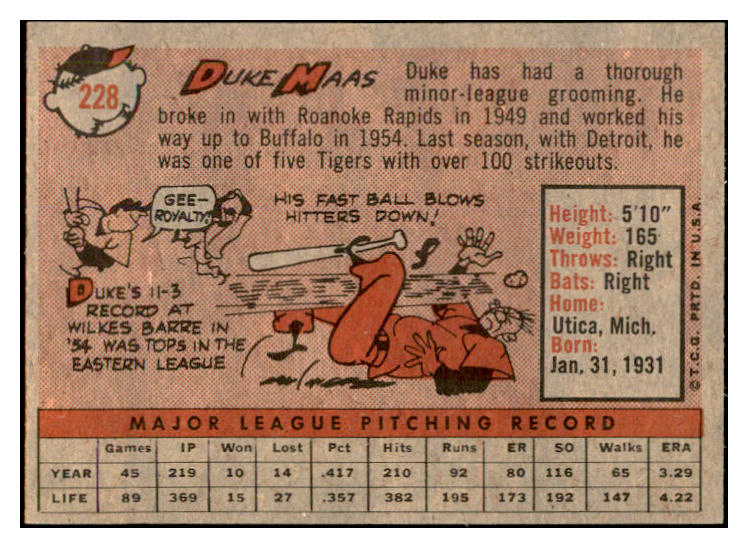 228
DUKE MAAS
Duke has had a thorough
minor-league grooming. He
broke in with Roanoke Rapids in 1949 and worked his
way up to Buffalo in 1954. Last season, with Detroit, he
was one of five Tigers with over 100 strikeouts.
GEE-
ROYALTY!
HIS FAST BALL BLOWS
HITTERS DOWN!
DUKE'S 11-3
RECORD AT
WILKES BARRE IN
'54 WAS TOPS IN THE
EASTERN LEAGUE
Height: 5'10"
Weight: 165
Throws: Right
Bats: Right
Home:
Utica, Mich.
Born:
Jan. 31, 1931
© T.C.G. PRTD. IN U.S.A.
MAJOR LEAGUE PITCHING RECORD
Games IP Won Lost Pct Hits Runs ER SO Walks ERA
YEAR 45 219 10 14 .417 210 92 80 116 65 3.29
LIFE 89 369 15 27 .357 382 195 173 192 147 4.22